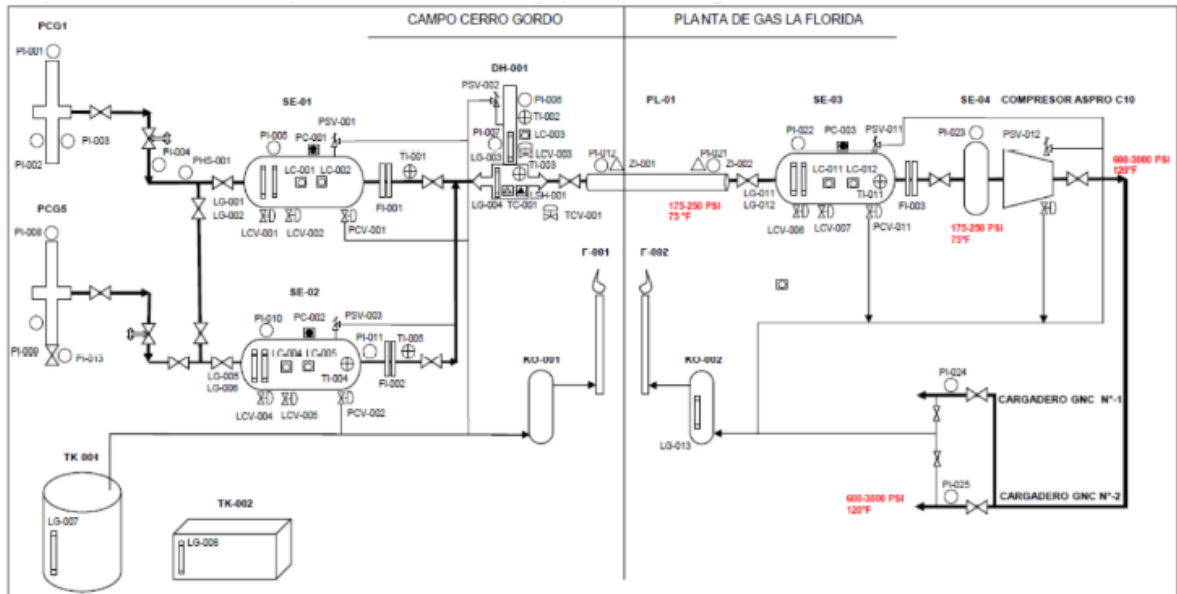 CAMPO CERRO GORDO
PLANTA DE GAS LA FLORIDA
PCG1
PI-001
PI-002
PI-003
PI-004
PHS-001
SE-01
PI-005
PC-001
PSV-001
LC-001
LC-002
LG-001
LG-002
LCV-001
LCV-002
PCV-001
TI-001
FI-001
DH-001
PSV-002
PI-006
TI-002
PI-007
LC-003
LG-003
LCV-003
TI-003
LG-004
LSH-001
TC-001
TCV-001
PL-01
PI-012
ZI-001
PI-021
ZI-002
175-250 PSI
75 °F
SE-03
PI-022
PC-003
PSV-011
LC-011
LC-012
LG-011
LG-012
TI-011
LCV-006
LCV-007
PCV-011
FI-003
SE-04
PI-023
175-250 PSI
75°F
COMPRESOR ASPRO C10
PSV-012
600-3000 PSI
120°F
PCG5
PI-008
PI-009
PI-013
SE-02
PI-010
PC-002
PSV-003
LG-004
LG-005
PI-011
TI-005
TI-004
LG-005
LG-006
FI-002
LCV-004
LCV-005
PCV-002
F-001
F-002
KO-001
KO-002
LG-013
PI-024
CARGADERO GNC N°-1
PI-025
CARGADERO GNC N°-2
600-3000 PSI
120°F
TK 001
LG-007
TK-002
LG-008